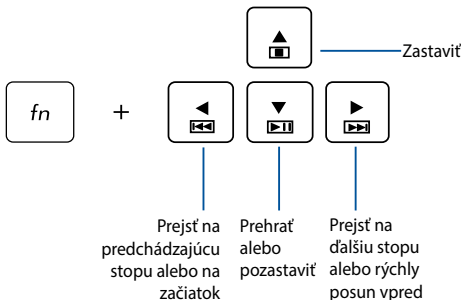 Zastaviť
fn
+
Prejsť na
predchádzajúcu
stopu alebo na
začiatok
Prehrať
alebo
pozastaviť
Prejsť na
ďalšiu stopu
alebo rýchly
posun vpred